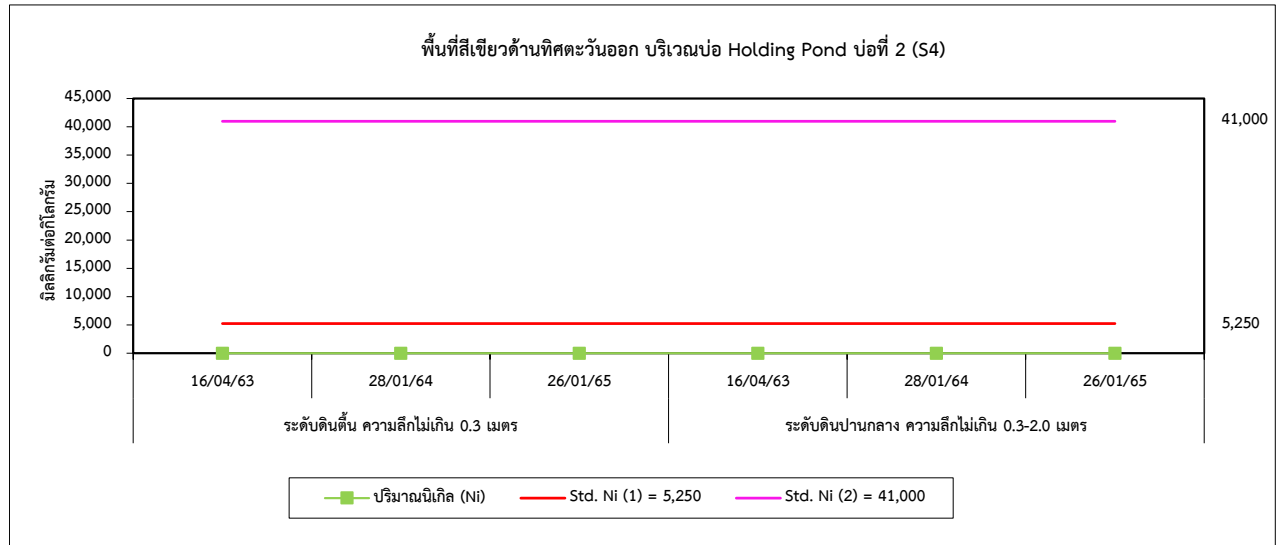 พื้นที่สีเขียวด้านทิศตะวันออก บริเวณบ่อ Holding Pond บ่อที่ 2 (S4)
มิลลิกรัมต่อกิโลกรัม
45,000
40,000
35,000
30,000
25,000
20,000
15,000
10,000
5,000
0
41,000
5,250
16/04/63 28/01/64 26/01/65 16/04/63 28/01/64 26/01/65
ระดับดินตื้น ความลึกไม่เกิน 0.3 เมตร ระดับดินปานกลาง ความลึกไม่เกิน 0.3-2.0 เมตร
ปริมาณนิเกิล (Ni) Std. Ni (1) = 5,250 Std. Ni (2) = 41,000